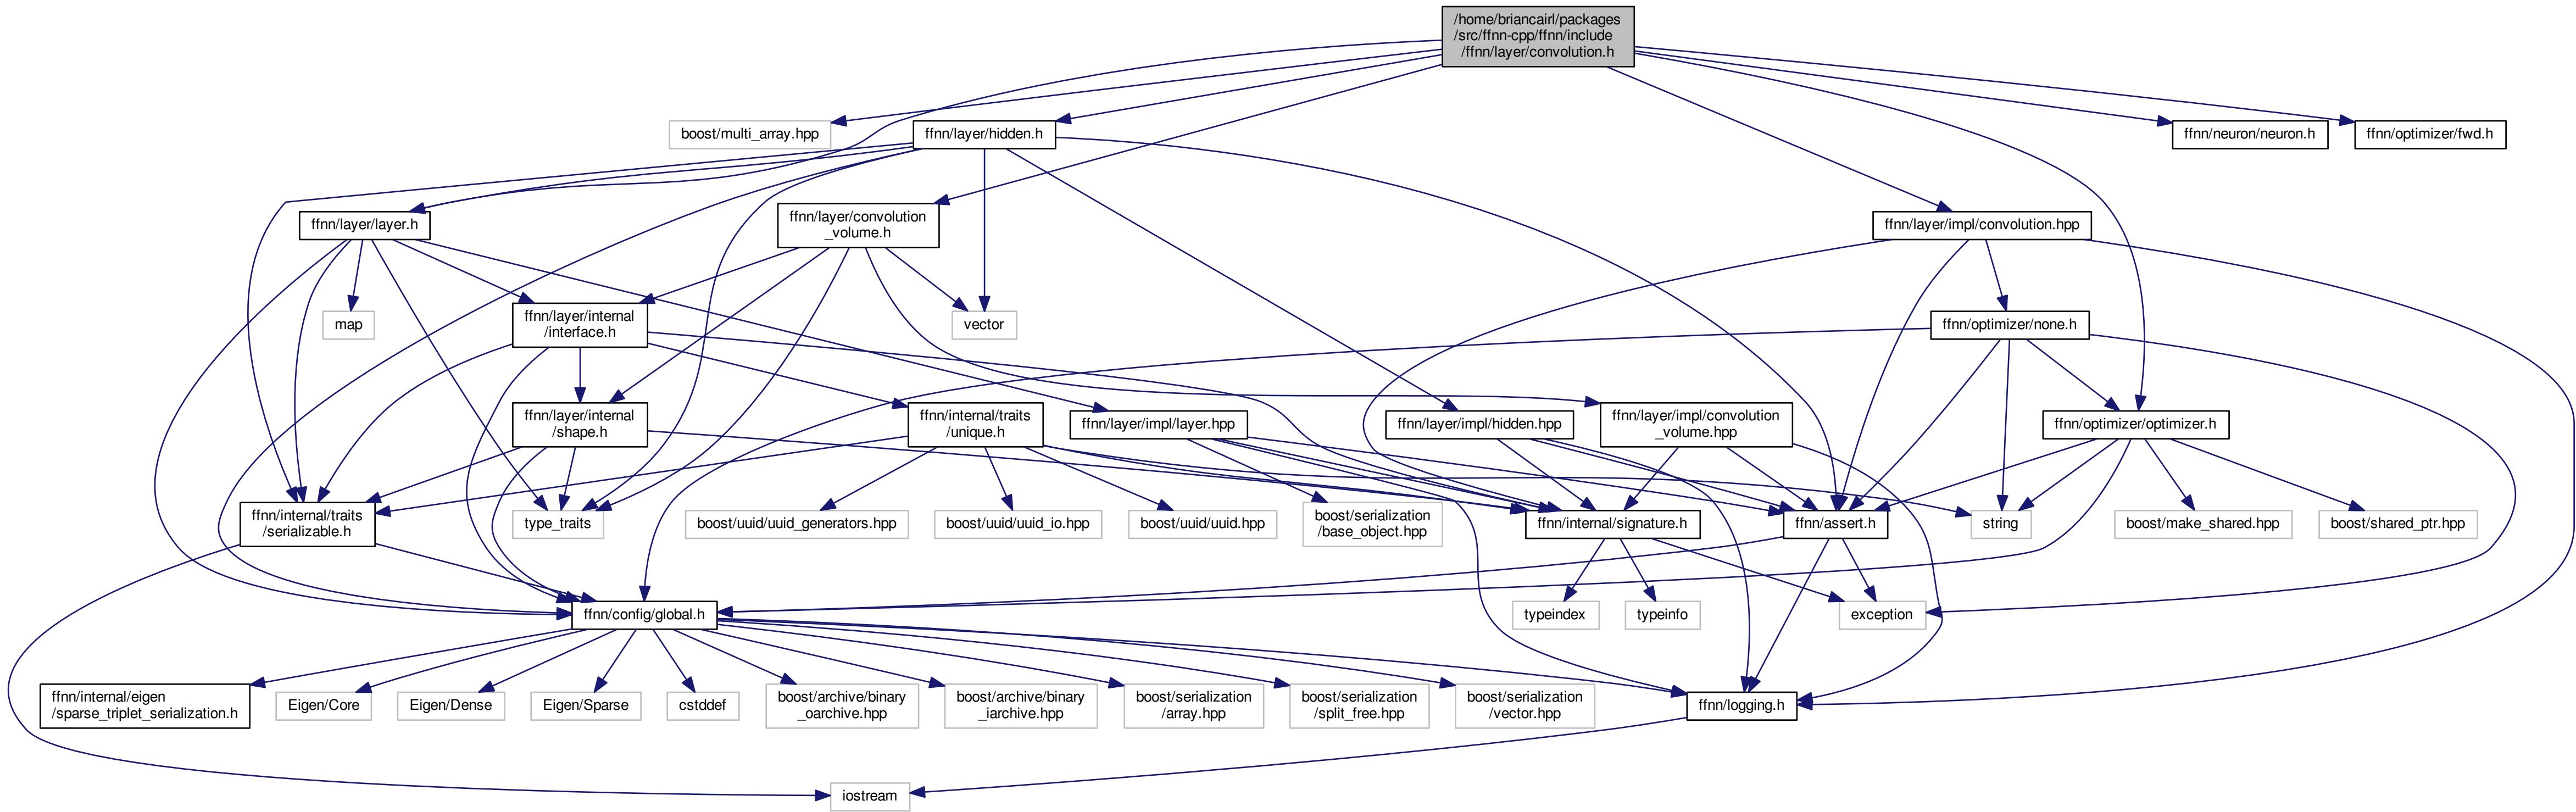 /home/briancairl/packages
/src/ffnn-cpp/ffnn/include
/ffnn/layer/convolution.h
boost/multi_array.hpp
ffnn/layer/hidden.h
ffnn/neuron/neuron.h
ffnn/optimizer/fwd.h
ffnn/layer/layer.h
ffnn/layer/convolution
_volume.h
ffnn/layer/impl/convolution.hpp
map
ffnn/layer/internal
/interface.h
vector
ffnn/optimizer/none.h
ffnn/layer/internal
/shape.h
ffnn/internal/traits
/unique.h
ffnn/layer/impl/layer.hpp
ffnn/layer/impl/hidden.hpp
ffnn/layer/impl/convolution
_volume.hpp
ffnn/optimizer/optimizer.h
ffnn/internal/traits
/serializable.h
type_traits
boost/uuid/uuid_generators.hpp
boost/uuid/uuid_io.hpp
boost/uuid/uuid.hpp
boost/serialization
/base_object.hpp
ffnn/internal/signature.h
ffnn/assert.h
string
boost/make_shared.hpp
boost/shared_ptr.hpp
ffnn/config/global.h
typeindex
typeinfo
exception
ffnn/internal/eigen
/sparse_triplet_serialization.h
Eigen/Core
Eigen/Dense
Eigen/Sparse
cstddef
boost/archive/binary
_oarchive.hpp
boost/archive/binary
_iarchive.hpp
boost/serialization
/array.hpp
boost/serialization
/split_free.hpp
boost/serialization
/vector.hpp
ffnn/logging.h
iostream